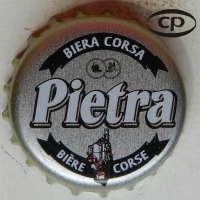 cp
BIERA CORSA
Pietra
BIÈRE CORSE